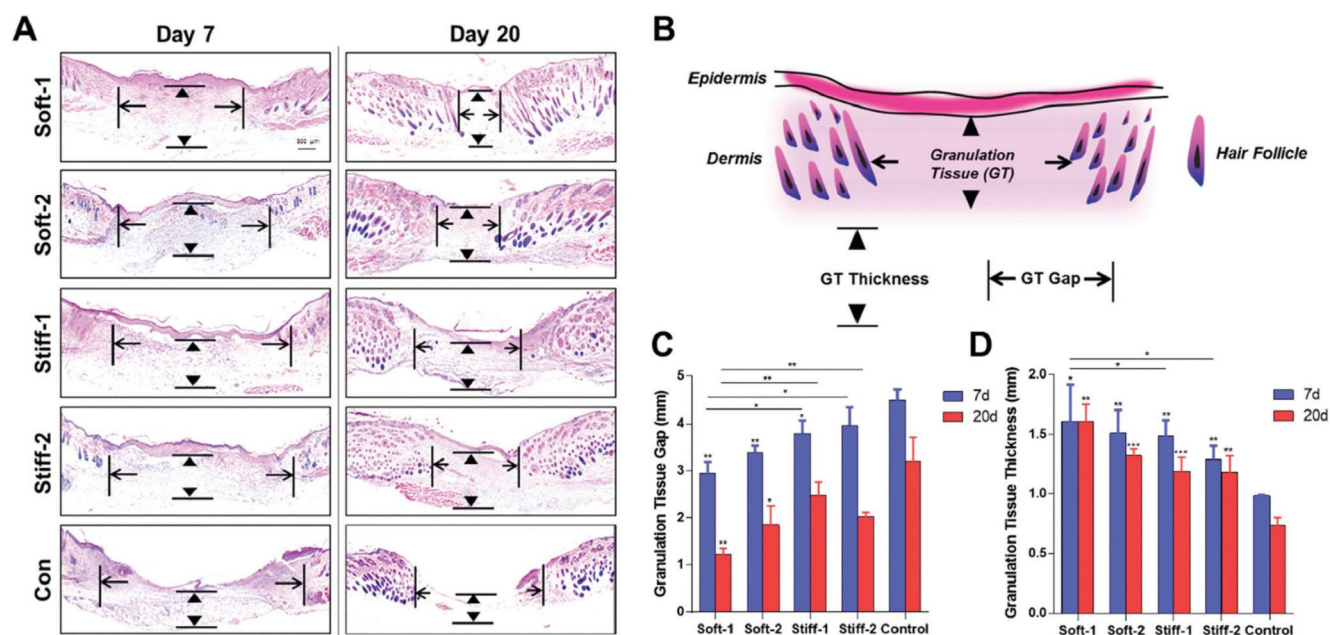 A
Day 7
Day 20
Soft-1
500 µm
Soft-2
Stiff-1
Stiff-2
Con
B
Epidermis
Dermis
Granulation
Tissue (GT)
Hair Follicle
GT Thickness
GT Gap
C
Granulation Tissue Gap (mm)
5
4
3
2
1
0
**
**
*
*
**
**
**
*
*
7d
20d
Soft-1
Soft-2
Stiff-1
Stiff-2
Control
D
Granulation Tissue Thickness (mm)
2.0
1.5
1.0
0.5
0.0
*
*
*
**
**
***
**
***
**
**
7d
20d
Soft-1
Soft-2
Stiff-1
Stiff-2
Control